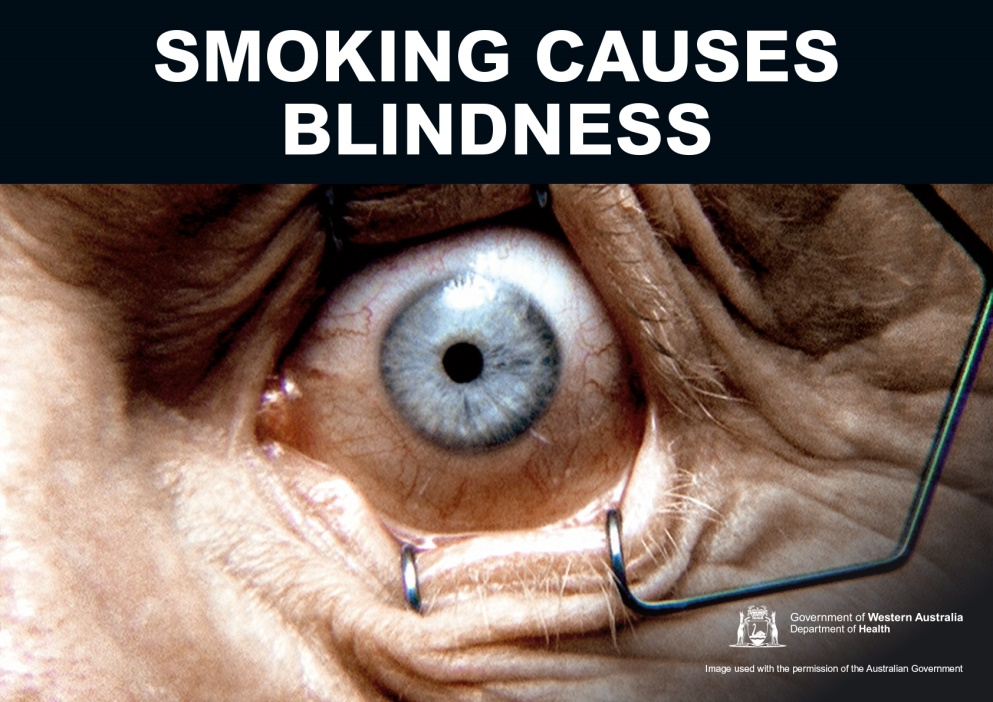 SMOKING CAUSES
BLINDNESS
Government of Western Australia
Department of Health
Image used with the permission of the Australian Government